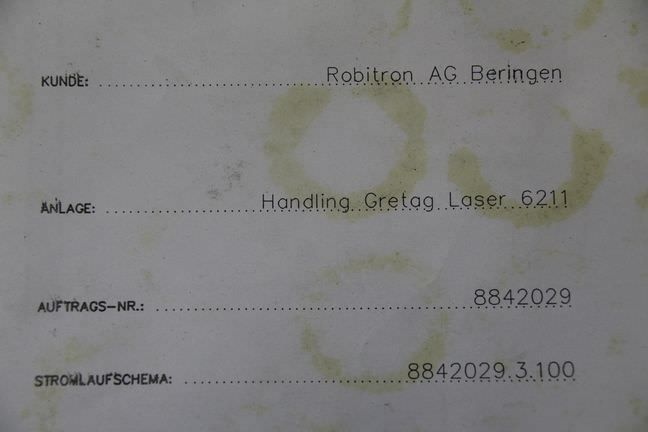 KUNDE: Robitron AG Beringen
ANLAGE: Handling Gretag Laser 6211
AUFTRAGS-NR.: 8842029
STROMLAUFSCHEMA: 8842029.3.100